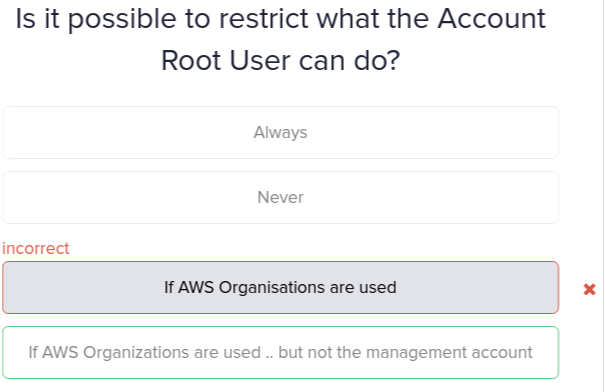 Is it possible to restrict what the Account
Root User can do?
Always
Never
incorrect
If AWS Organisations are used
If AWS Organizations are used .. but not the management account